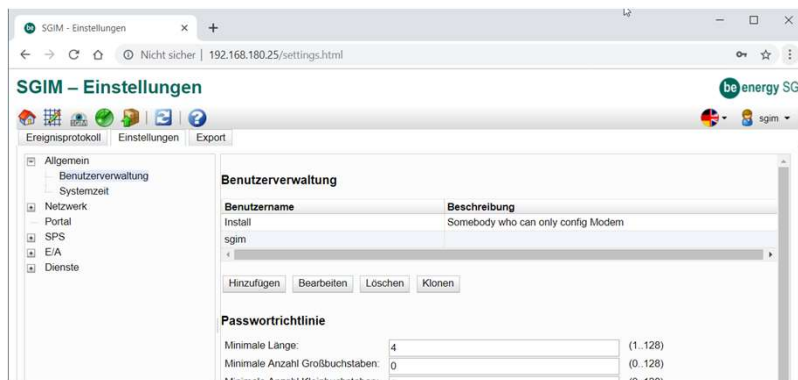 SGIM - Einstellungen
Nicht sicher | 192.168.180.25/settings.html
SGIM – Einstellungen
be energy SG
sgim
Ereignisprotokoll Einstellungen Export
Allgemein
Benutzerverwaltung
Systemzeit
Netzwerk
Portal
SPS
E/A
Dienste
Benutzerverwaltung
Benutzername Beschreibung
Install Somebody who can only config Modem
sgim
Hinzufügen Bearbeiten Löschen Klonen
Passwortrichtlinie
Minimale Länge: 4 (1..128)
Minimale Anzahl Großbuchstaben: 0 (0..128)